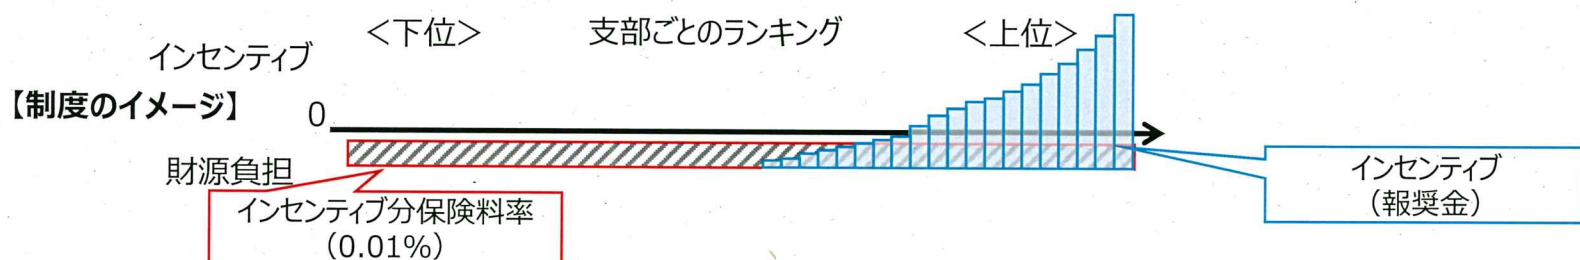 <下位>
支部ごとのランキング
<上位>
インセンティブ
【制度のイメージ】
0
財源負担
インセンティブ分保険料率
（0.01%）
インセンティブ
（報奨金）